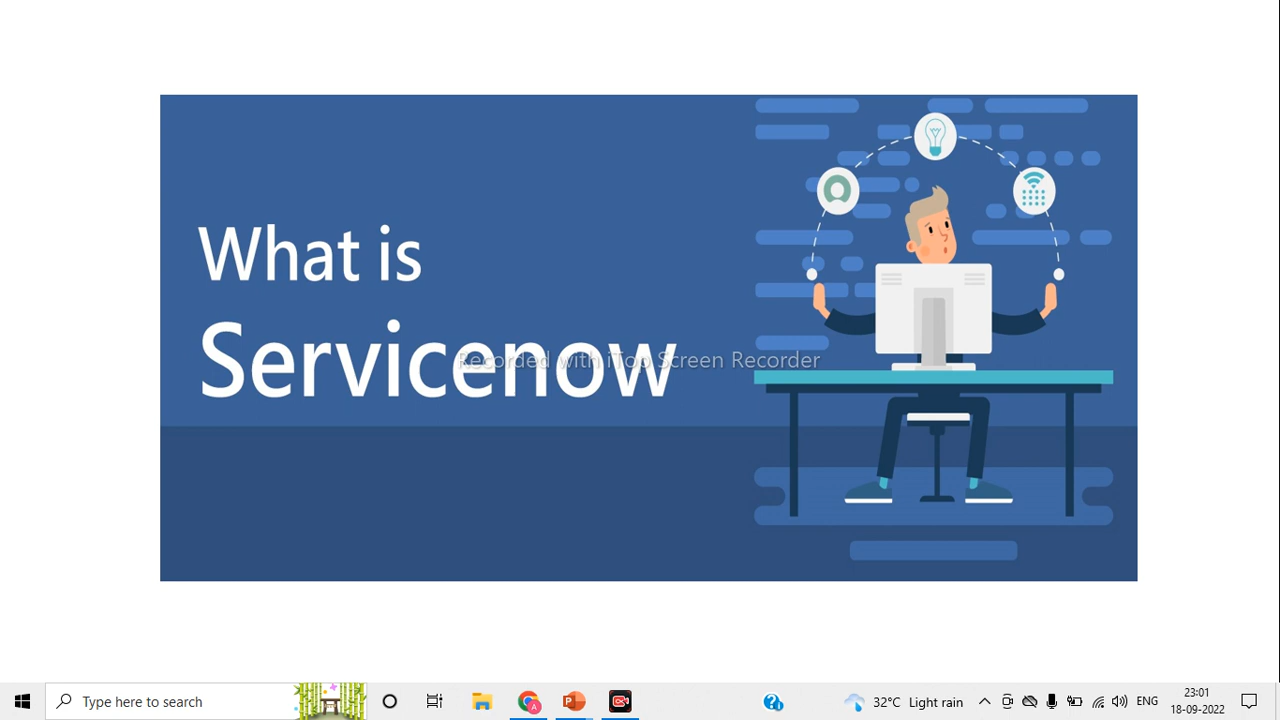 What is
Servicenow
Recorded with iTop Screen Recorder
Type here to search
32°C Light rain
ENG
23:01
18-09-2022